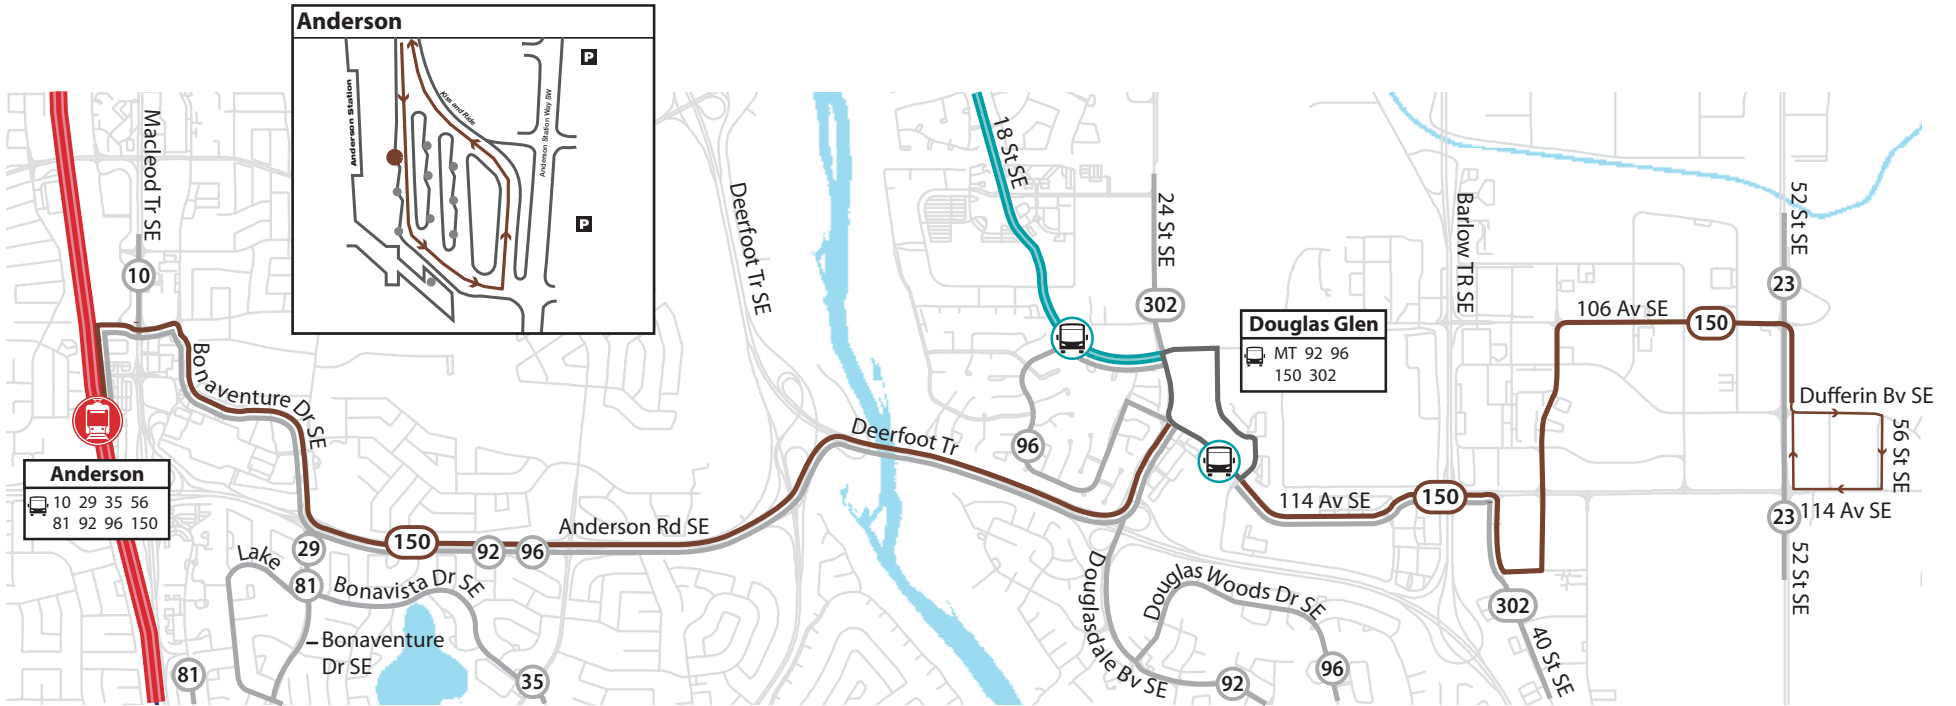 Anderson
P
Kiss and Ride
Anderson Station
Anderson Station Way SW
P
Macleod Tr SE
10
Bonaventure Dr SE
Anderson
10 29 35 56
81 92 96 150
Deerfoot Tr SE
18 St SE
24 St SE
302
Douglas Glen
MT 92 96
150 302
Barlow TR SE
52 St SE
23
106 Av SE
150
Dufferin Bv SE
56 St SE
114 Av SE
23
52 St SE
Deerfoot Tr
96
114 Av SE
150
Anderson Rd SE
150
92
96
29
Lake
81
Bonavista Dr SE
Bonaventure
Dr SE
81
35
Douglasdale Bv SE
Douglas Woods Dr SE
92
96
302
40 St SE